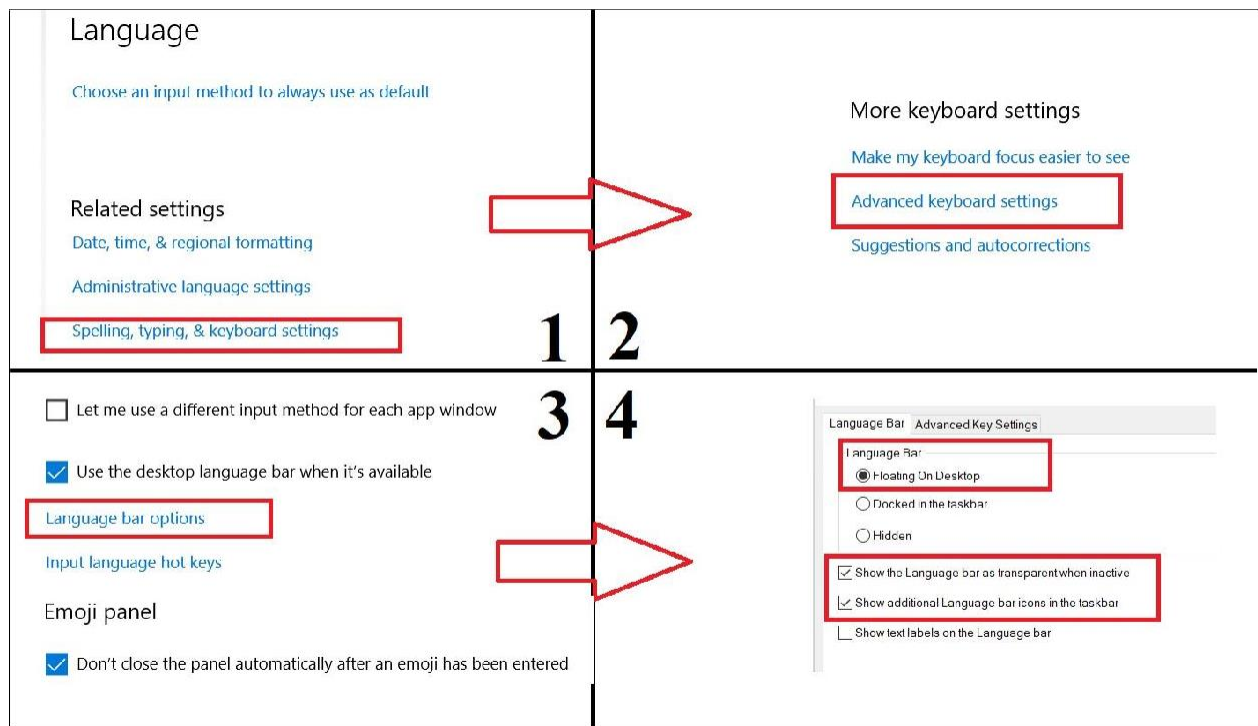 Language
Choose an input method to always use as default
Related settings
Date, time, & regional formatting
Administrative language settings
Spelling, typing, & keyboard settings
1
More keyboard settings
Make my keyboard focus easier to see
Advanced keyboard settings
Suggestions and autocorrections
2
3
Let me use a different input method for each app window
Use the desktop language bar when it's available
Language bar options
Input language hot keys
Emoji panel
Don't close the panel automatically after an emoji has been entered
4
Language Bar Advanced Key Settings
Language Bar
Floating On Desktop
Docked in the taskbar
Hidden
Show the Language bar as transparent when inactive
Show additional Language bar icons in the taskbar
Show text labels on the Language bar